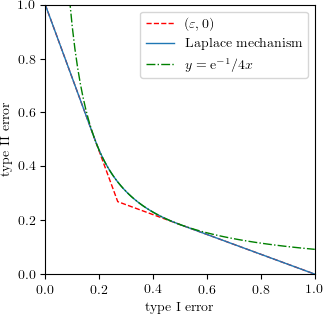 1.0
0.8
0.6
0.4
0.2
0.0
0.0 0.2 0.4 0.6 0.8 1.0
type II error
type I error
(ε, 0)
Laplace mechanism
y = e⁻¹/4x